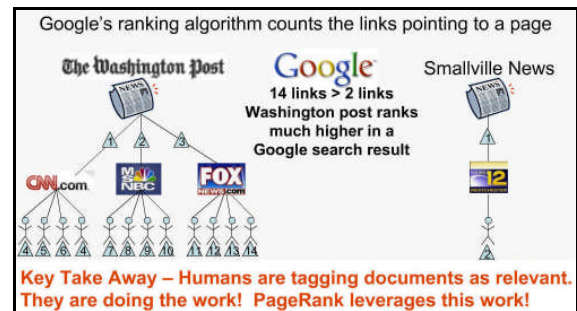 Google's ranking algorithm counts the links pointing to a page
The Washington Post
Google
Smallville News
14 links > 2 links
Washington post ranks
much higher in a
Google search result
1 2 3
1
CNN.com
MSNBC
FOX
NEWS.com
12
WESTCHESTER
4 5 6 4 7 8 9 10 11 12 13 14
2
Key Take Away – Humans are tagging documents as relevant.
They are doing the work! PageRank leverages this work!